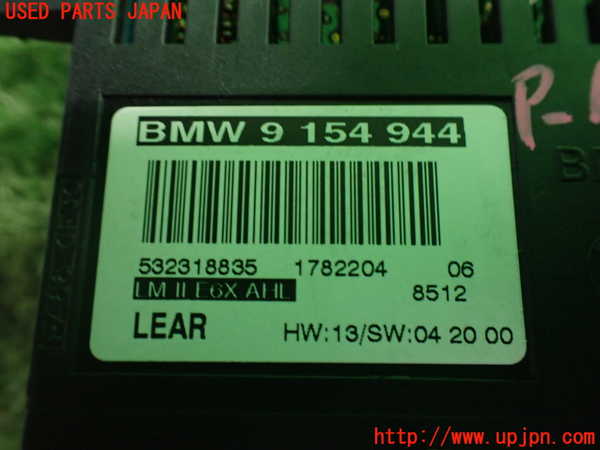 USED PARTS JAPAN
P-
BMW 9 154 944
532318835 1782204 06
LM II E6X AHL 8512
LEAR HW:13/SW:04 20 00
http://www.upjpn.com/